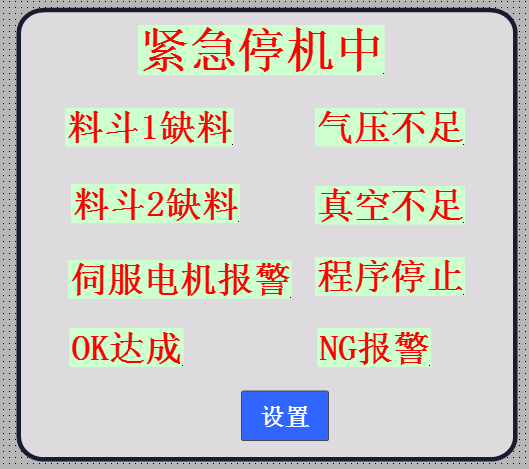 紧急停机中
料斗1缺料 气压不足
料斗2缺料 真空不足
伺服电机报警 程序停止
OK达成 NG报警
设置